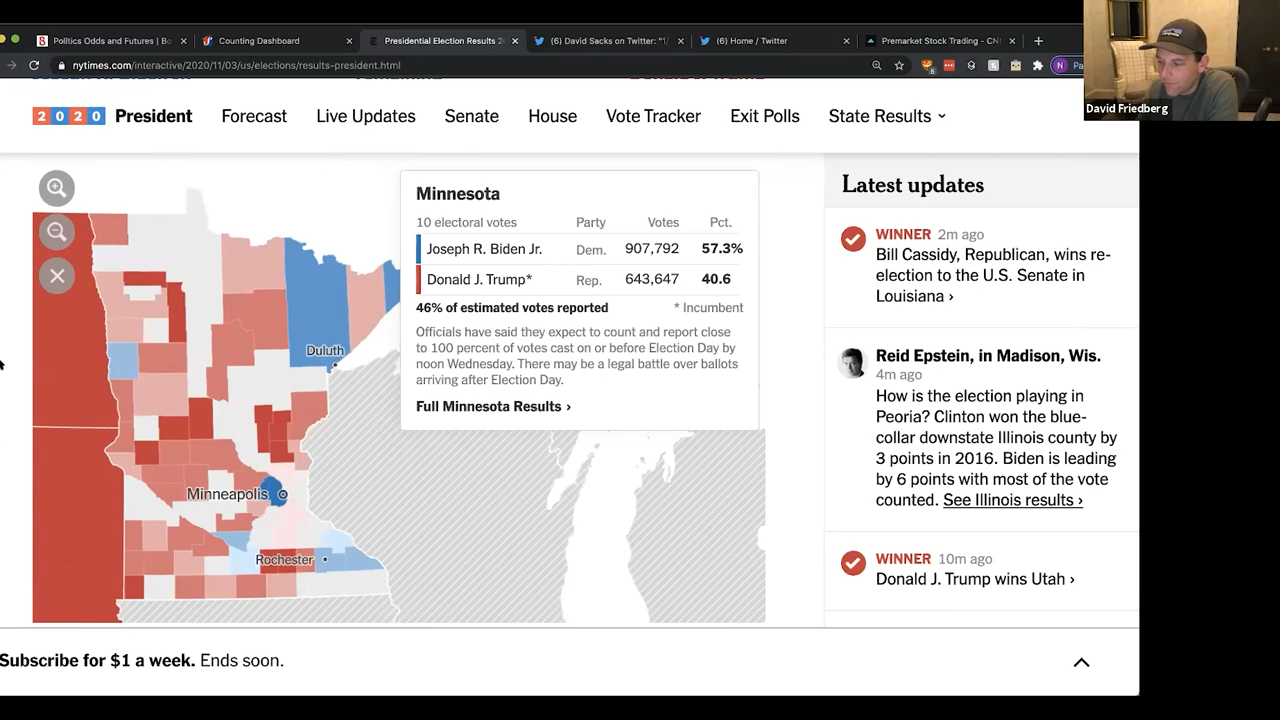 Politics Odds and Futures | Bo
Counting Dashboard
Presidential Election Results 2
(6) David Sacks on Twitter: "1/
(6) Home / Twitter
Premarket Stock Trading - CN
nytimes.com/interactive/2020/11/03/us/elections/results-president.html
N
Pa
David Friedberg
2020 President
Forecast
Live Updates
Senate
House
Vote Tracker
Exit Polls
State Results
Minnesota
10 electoral votes Party Votes Pct.
Joseph R. Biden Jr. Dem. 907,792 57.3%
Donald J. Trump* Rep. 643,647 40.6
46% of estimated votes reported * Incumbent
Officials have said they expect to count and report close
to 100 percent of votes cast on or before Election Day by
noon Wednesday. There may be a legal battle over ballots
arriving after Election Day.
Full Minnesota Results ›
Duluth
Minneapolis
Rochester
Latest updates
WINNER 2m ago
Bill Cassidy, Republican, wins re-
election to the U.S. Senate in
Louisiana ›
Reid Epstein, in Madison, Wis.
4m ago
How is the election playing in
Peoria? Clinton won the blue-
collar downstate Illinois county by
3 points in 2016. Biden is leading
by 6 points with most of the vote
counted. See Illinois results ›
WINNER 10m ago
Donald J. Trump wins Utah ›
Subscribe for $1 a week. Ends soon.